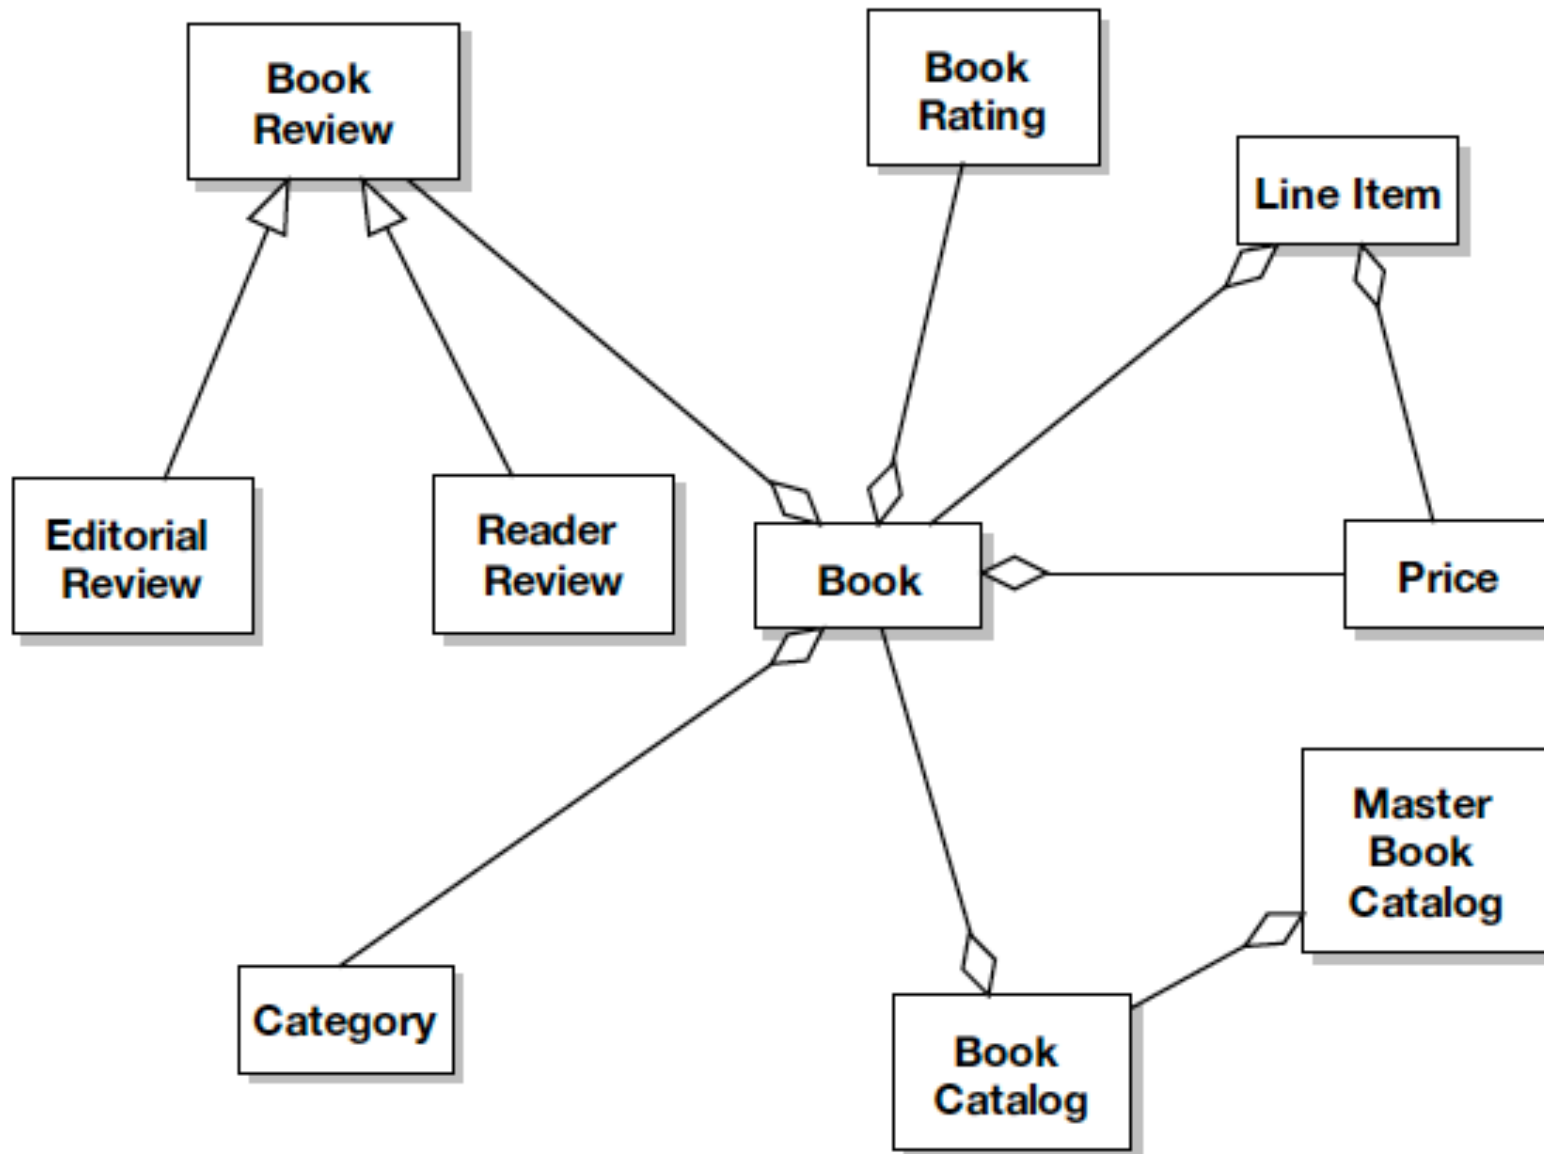 Book
Review
Book
Rating
Line Item
Editorial
Review
Reader
Review
Book
Price
Master
Book
Catalog
Category
Book
Catalog